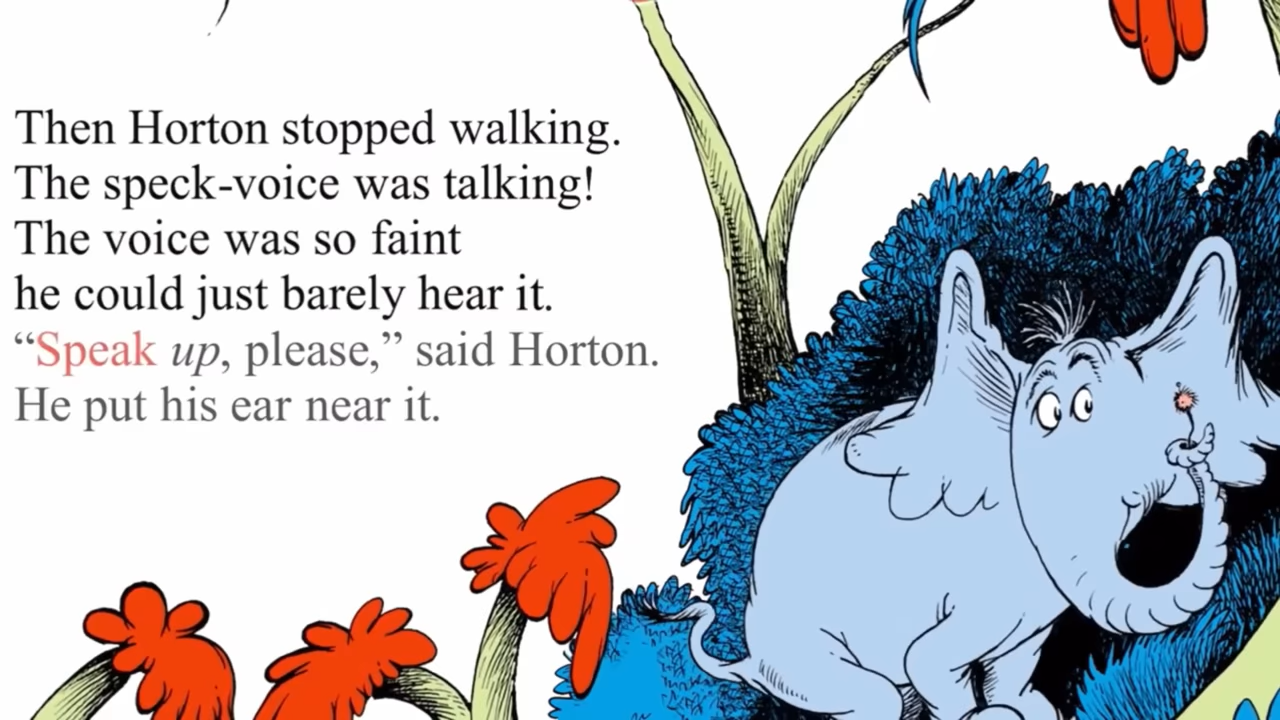 Then Horton stopped walking.
The speck-voice was talking!
The voice was so faint
he could just barely hear it.
“Speak up, please,” said Horton.
He put his ear near it.